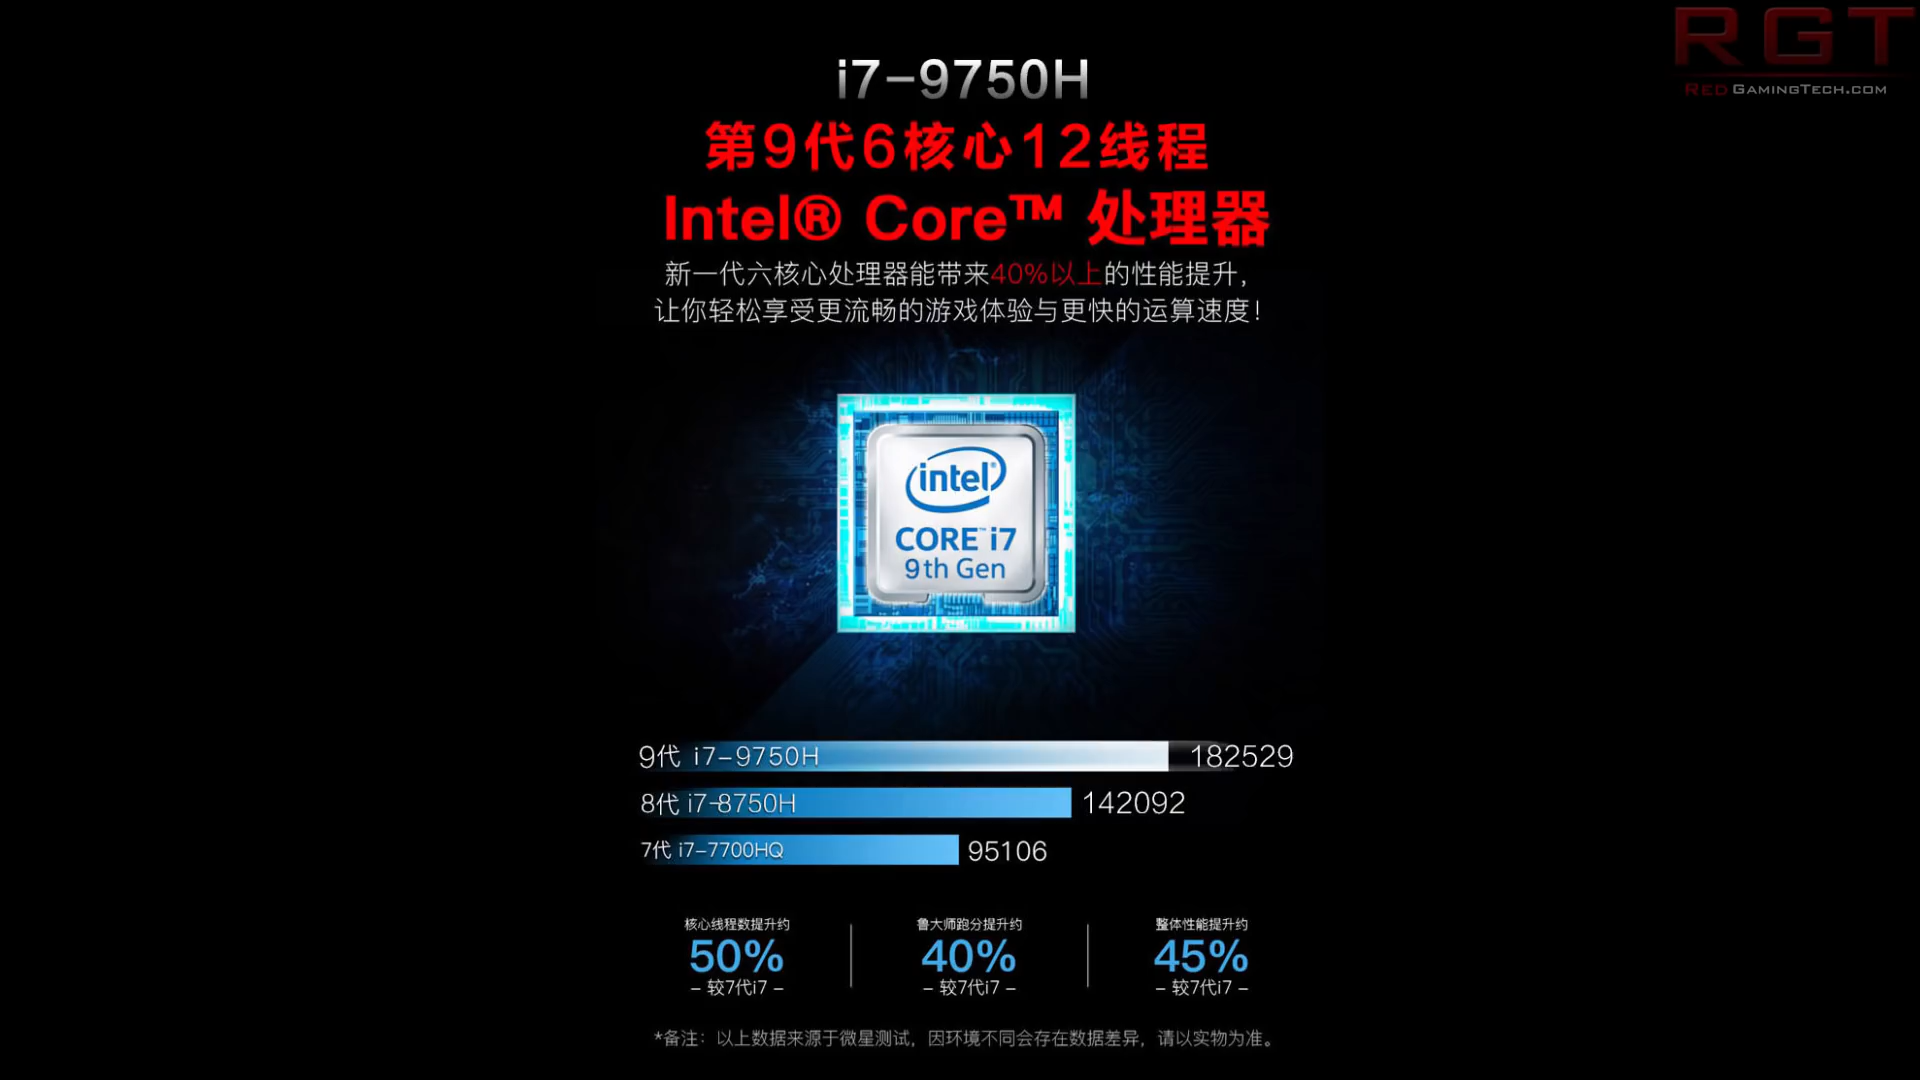 RGT
RED GAMINGTECH.COM
i7-9750H
第9代6核心12线程
Intel® Core™ 处理器
新一代六核心处理器能带来40%以上的性能提升，
让你轻松享受更流畅的游戏体验与更快的运算速度！
intel®
CORE™ i7
9th Gen
9代 i7-9750H 182529
8代 i7-8750H 142092
7代 i7-7700HQ 95106
核心线程数提升约
50%
– 较7代i7 –
鲁大师跑分提升约
40%
– 较7代i7 –
整体性能提升约
45%
– 较7代i7 –
*备注：以上数据来源于微星测试，因环境不同会存在数据差异，请以实物为准。